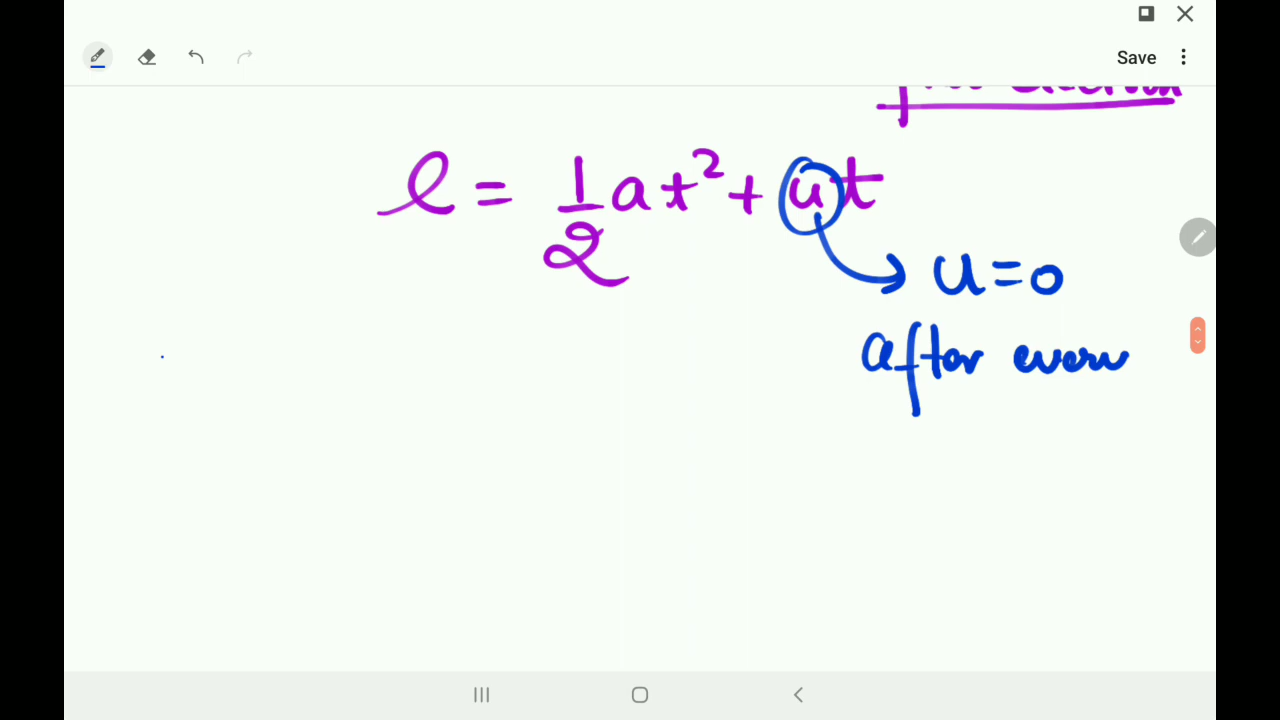 Save
l = 1/2 at² + ut
u=0
after every